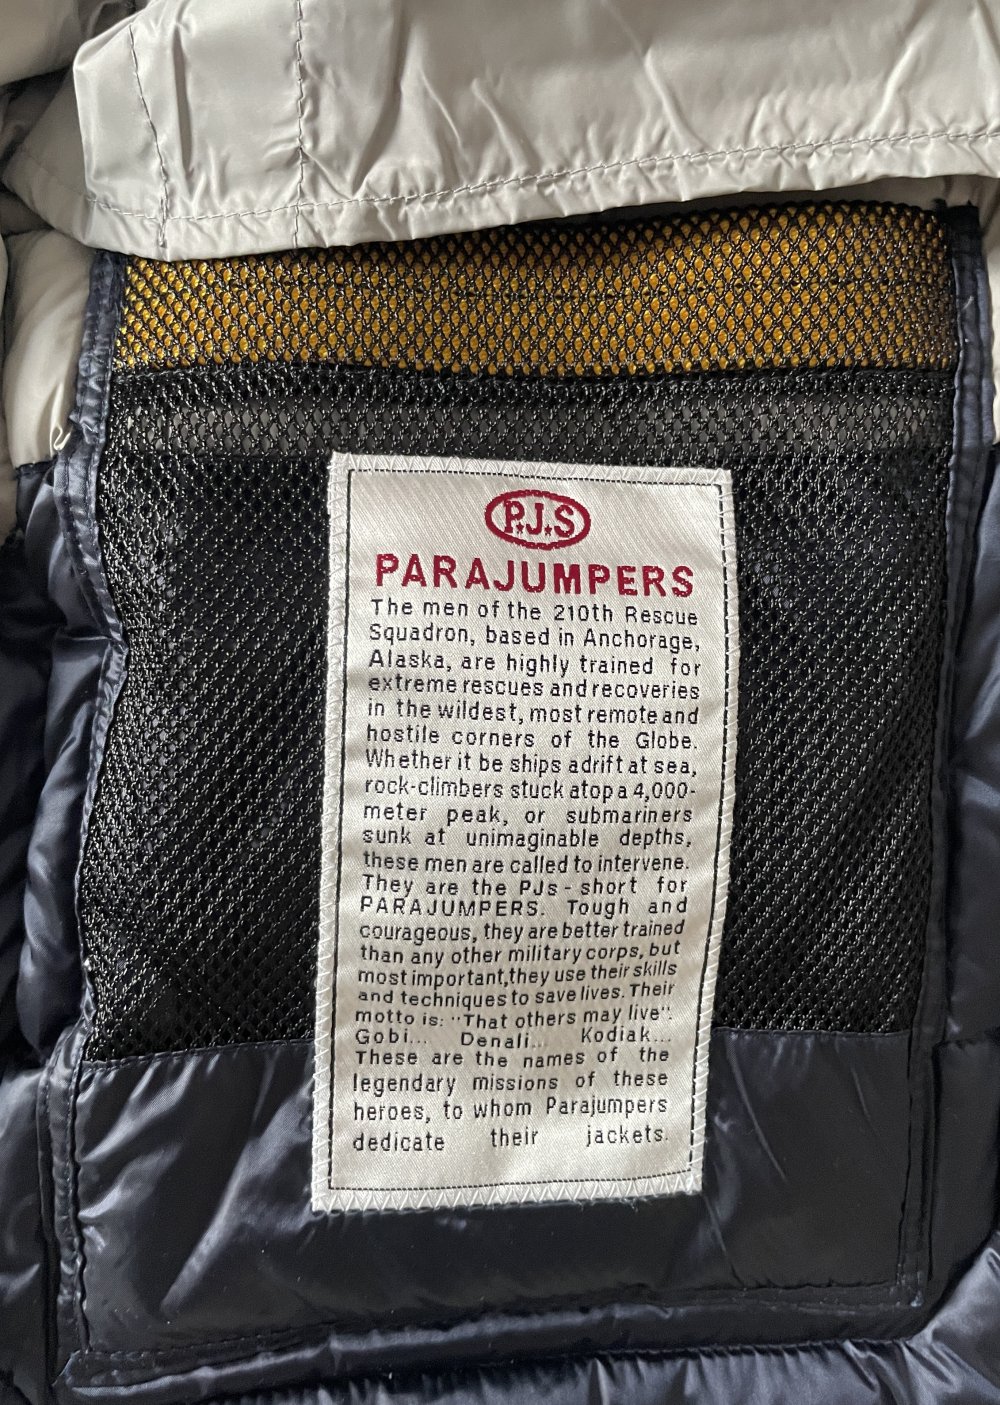 P.J.S
PARAJUMPERS
The men of the 210th Rescue
Squadron, based in Anchorage,
Alaska, are highly trained for
extreme rescues and recoveries
in the wildest, most remote and
hostile corners of the Globe.
Whether it be ships adrift at sea,
rock-climbers stuck atop a 4,000-
meter peak, or submariners
sunk at unimaginable depths,
these men are called to intervene.
They are the PJs - short for
PARAJUMPERS. Tough and
courageous, they are better trained
than any other military corps, but
most important,they use their skills
and techniques to save lives. Their
motto is: "That others may live".
Gobi... Denali... Kodiak...
These are the names of the
legendary missions of these
heroes, to whom Parajumpers
dedicate their jackets.